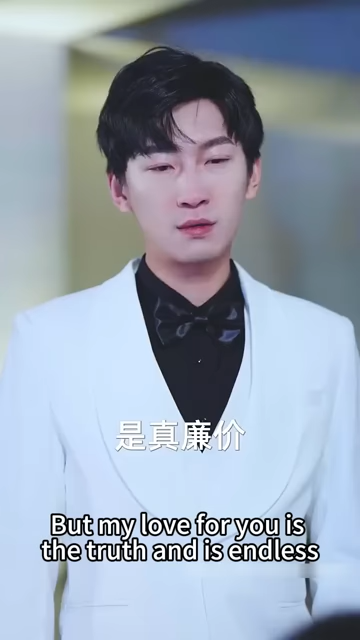 是真廉价
But my love for you is
the truth and is endless